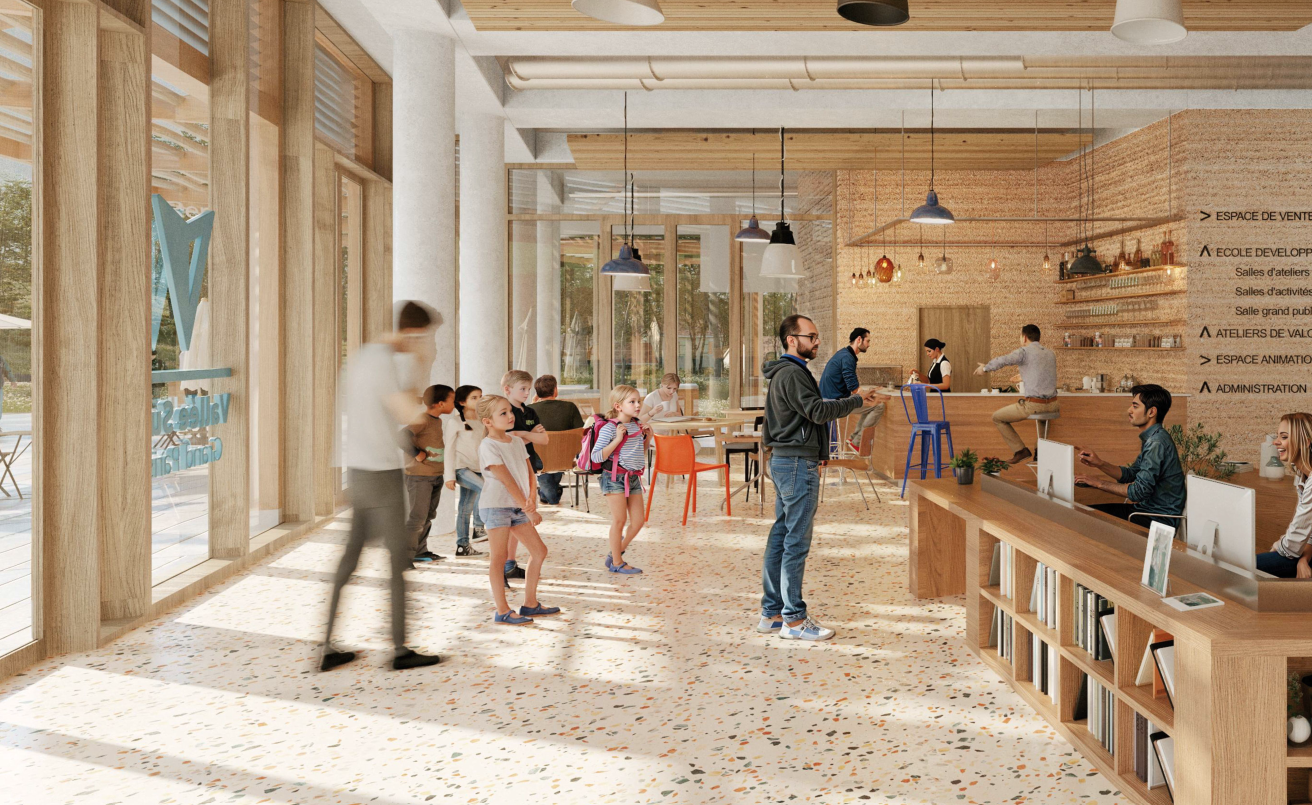 > ESPACE DE VENTE
ECOLE DEVELOPP
Salles d'ateliers
Salles d'activités
Salle grand publ
ATELIERS DE VALO
> ESPACE ANIMATIO
ADMINISTRATION